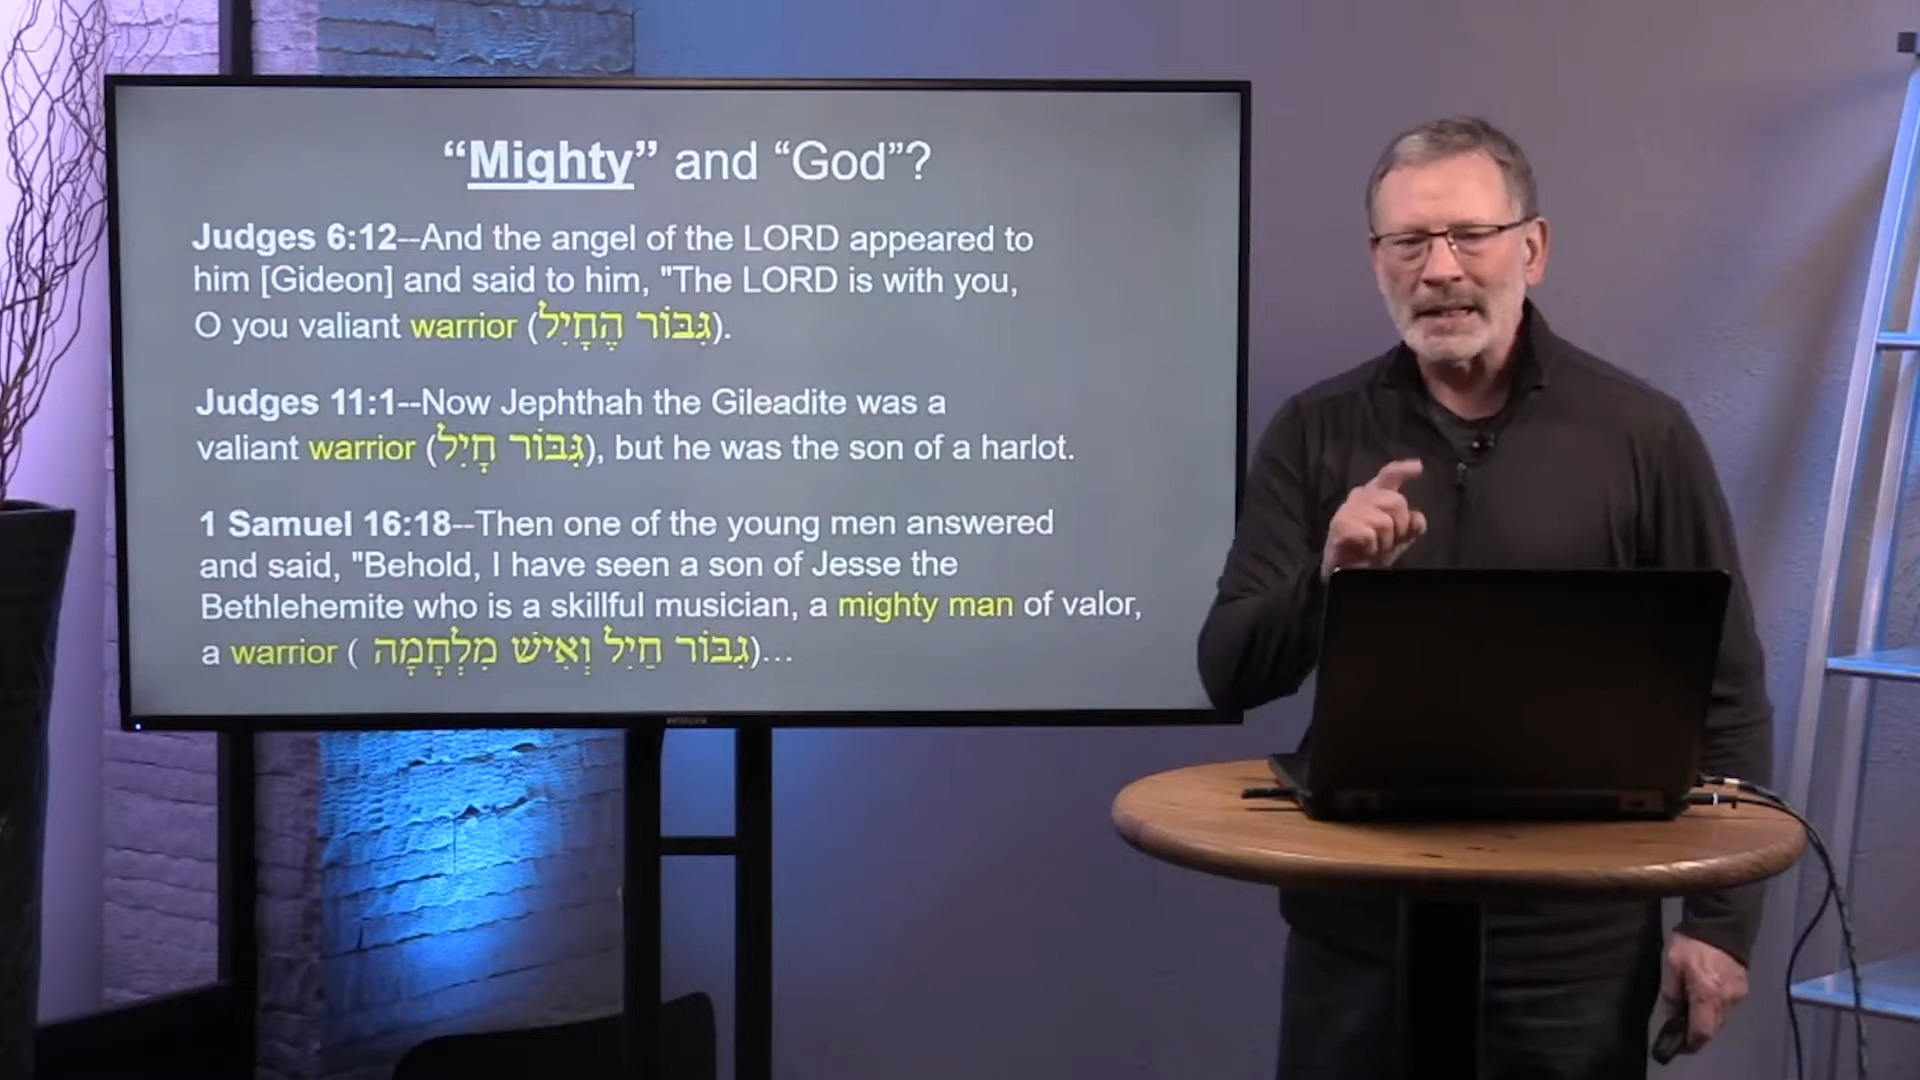 “Mighty” and “God”?
Judges 6:12--And the angel of the LORD appeared to
him [Gideon] and said to him, "The LORD is with you,
O you valiant warrior (גִּבּוֹר הֶחָיִל).
Judges 11:1--Now Jephthah the Gileadite was a
valiant warrior (גִּבּוֹר חַיִל), but he was the son of a harlot.
1 Samuel 16:18--Then one of the young men answered
and said, "Behold, I have seen a son of Jesse the
Bethlehemite who is a skillful musician, a mighty man of valor,
a warrior ( גִבּוֹר חַיִל וְאִישׁ מִלְחָמָה)...